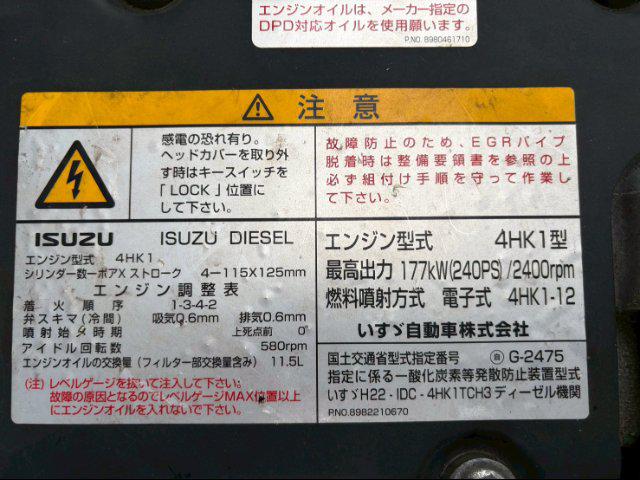 エンジンオイルは、メーカー指定の
DPD対応オイルを使用願います。
P.NO. 8980461710
注意
感電の恐れ有り。
ヘッドカバーを取り外
す時はキースイッチを
「LOCK」位置に
して下さい。
故障防止のため、EGRパイプ
脱着時は整備要領書を参照の上
必ず組付け手順を守って作業し
て下さい。
ISUZU ISUZU DIESEL
エンジン型式 4HK1
シリンダー数ーボアXストローク 4-115X125mm
エンジン調整表
着火順序 1-3-4-2
弁スキマ(冷間) 吸気0.6mm 排気0.6mm
噴射始メ時期 上死点前 0°
アイドル回転数 580rpm
エンジンオイルの交換量(フィルター部交換量含み) 11.5L
(注)レベルゲージを拡いて注入して下さい。
故障の原因となるのでレベルゲージMAX位置以上
にエンジンオイルを入れないで下さい。
エンジン型式 4HK1型
最高出力 177kW(240PS)/2400rpm
燃料噴射方式 電子式 4HK1-12
いすゞ自動車株式会社
国土交通省型式指定番号 自 G-2475
指定に係る一酸化炭素等発散防止装置型式
いすゞH22-IDC-4HK1TCH3ディーゼル機関
P.NO.8982210670